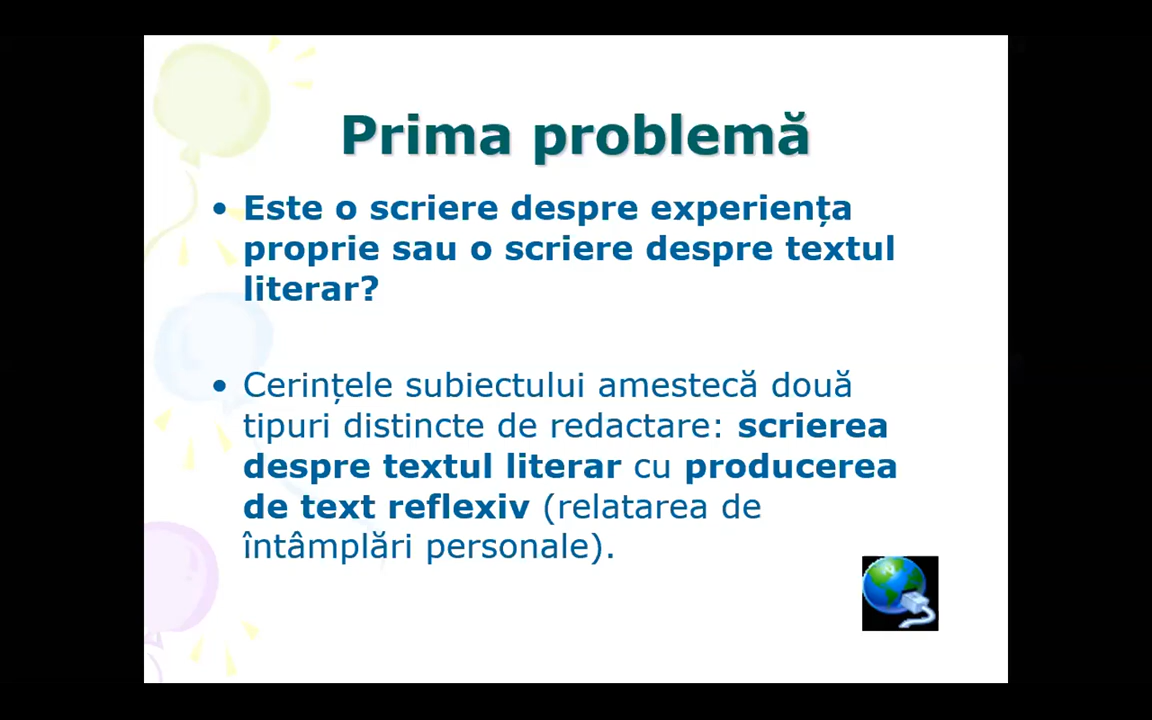 Prima problemă
• Este o scriere despre experiența
proprie sau o scriere despre textul
literar?
• Cerințele subiectului amestecă două
tipuri distincte de redactare: scrierea
despre textul literar cu producerea
de text reflexiv (relatarea de
întâmplări personale).